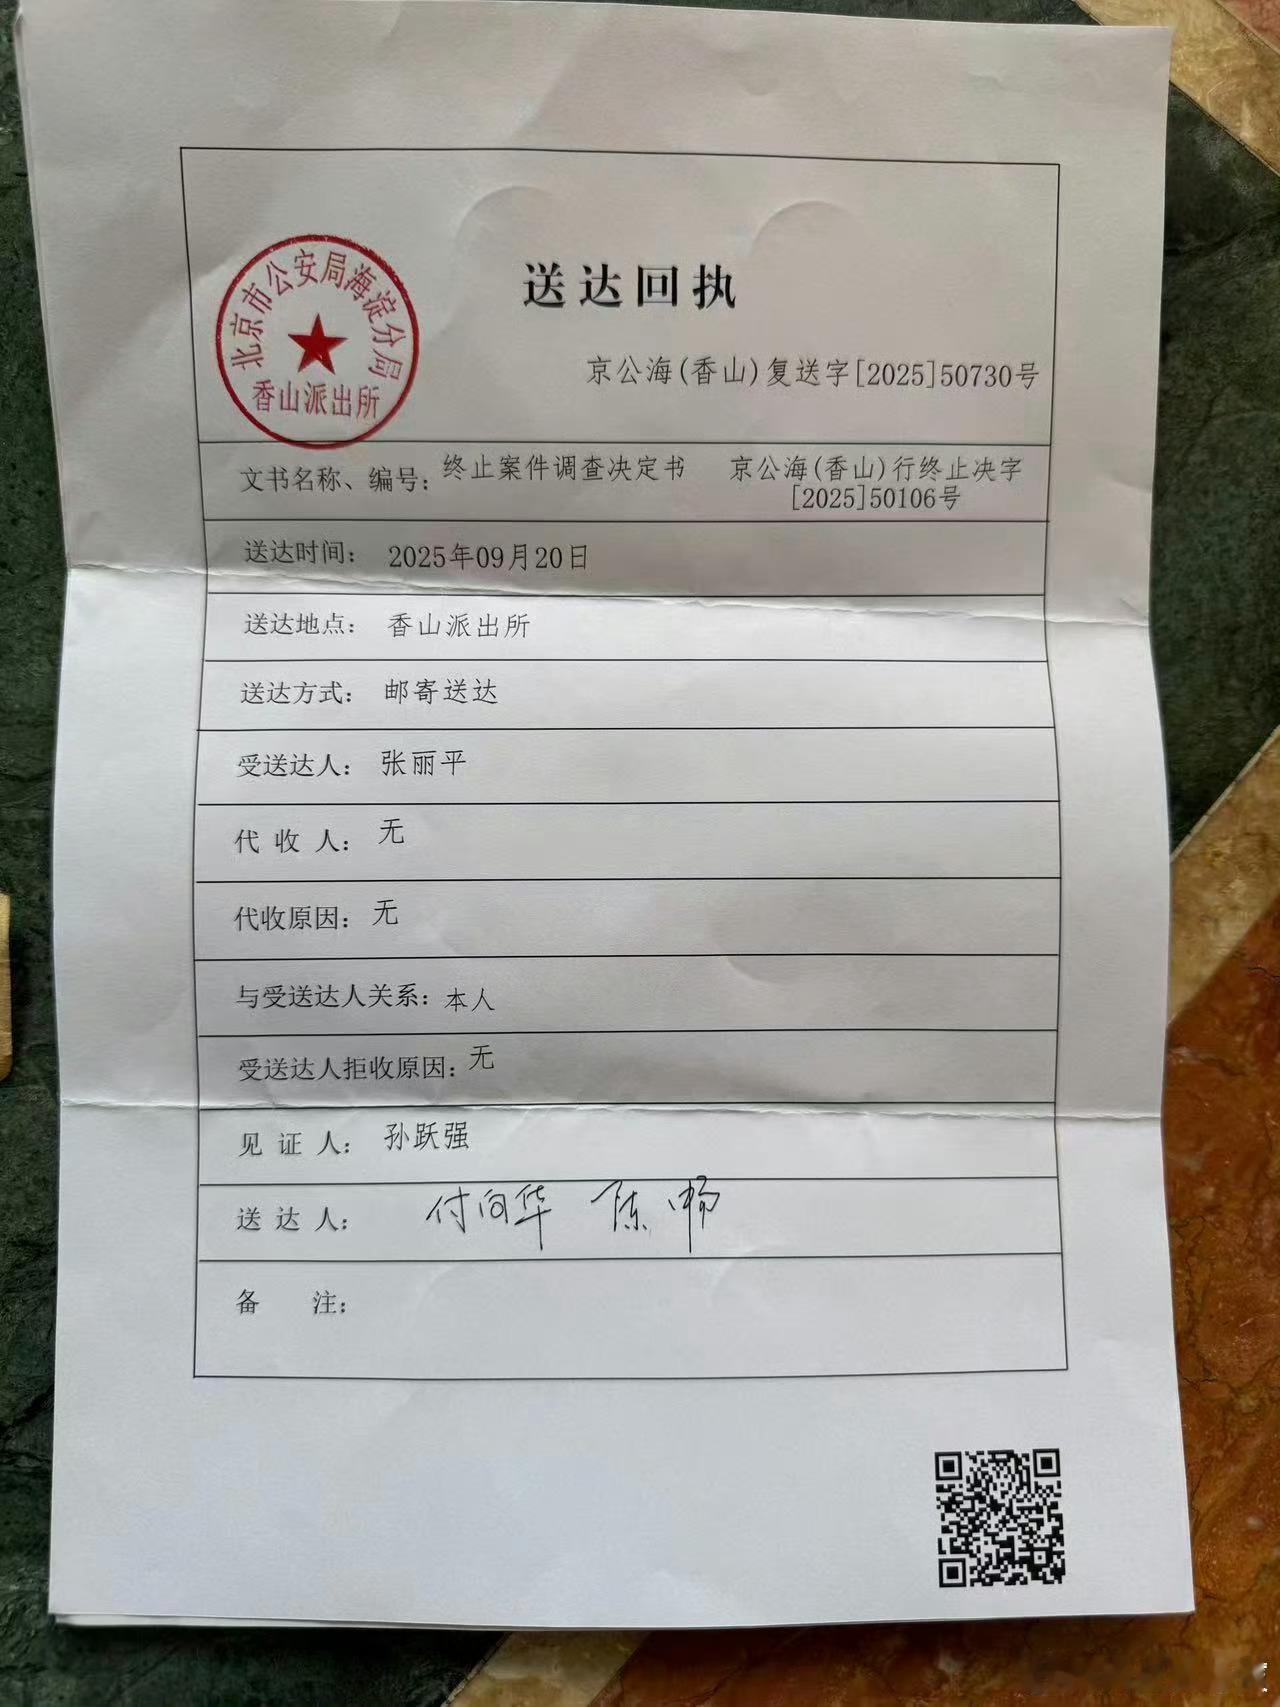 北京市公安局海淀分局
香山派出所
送达回执
京公海(香山)复送字[2025]50730号
文书名称、编号: 终止案件调查决定书 京公海(香山)行终止决字
[2025]50106号
送达时间: 2025年09月20日
送达地点: 香山派出所
送达方式: 邮寄送达
受送达人: 张丽平
代 收 人: 无
代收原因: 无
与受送达人关系: 本人
受送达人拒收原因: 无
见 证 人: 孙跃强
送 达 人: 付向华 陈畅
备 注: